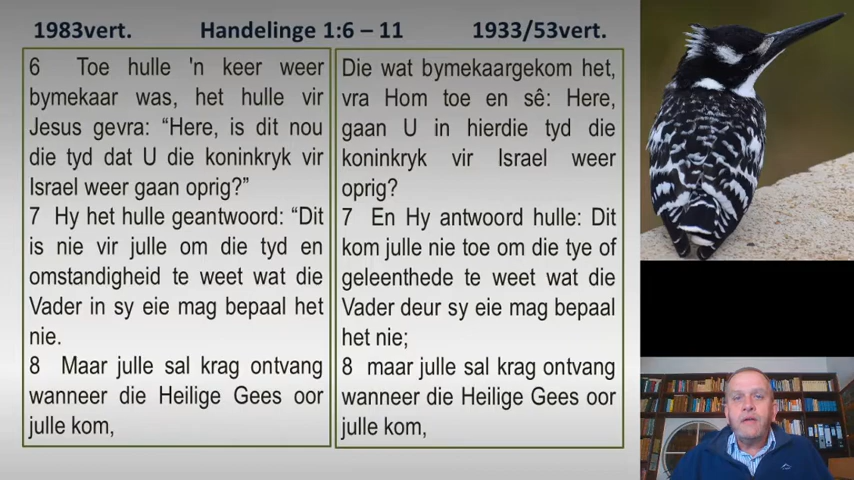 1983vert.
Handelinge 1:6 – 11
1933/53vert.
6 Toe hulle 'n keer weer
bymekaar was, het hulle vir
Jesus gevra: “Here, is dit nou
die tyd dat U die koninkryk vir
Israel weer gaan oprig?”
7 Hy het hulle geantwoord: “Dit
is nie vir julle om die tyd en
omstandigheid te weet wat die
Vader in sy eie mag bepaal het
nie.
8 Maar julle sal krag ontvang
wanneer die Heilige Gees oor
julle kom,
Die wat bymekaargekom het,
vra Hom toe en sê: Here,
gaan U in hierdie tyd die
koninkryk vir Israel weer
oprig?
7 En Hy antwoord hulle: Dit
kom julle nie toe om die tye of
geleenthede te weet wat die
Vader deur sy eie mag bepaal
het nie;
8 maar julle sal krag ontvang
wanneer die Heilige Gees oor
julle kom,